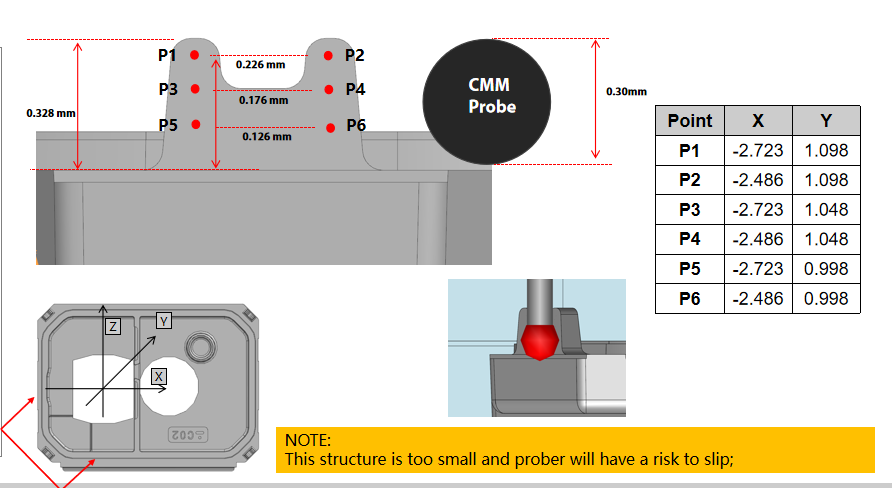 P1
P2
0.226 mm
P3
P4
0.176 mm
0.328 mm
P5
P6
0.126 mm
CMM
Probe
0.30mm
Point X Y
P1 -2.723 1.098
P2 -2.486 1.098
P3 -2.723 1.048
P4 -2.486 1.048
P5 -2.723 0.998
P6 -2.486 0.998
Z
Y
X
NOTE:
This structure is too small and prober will have a risk to slip;